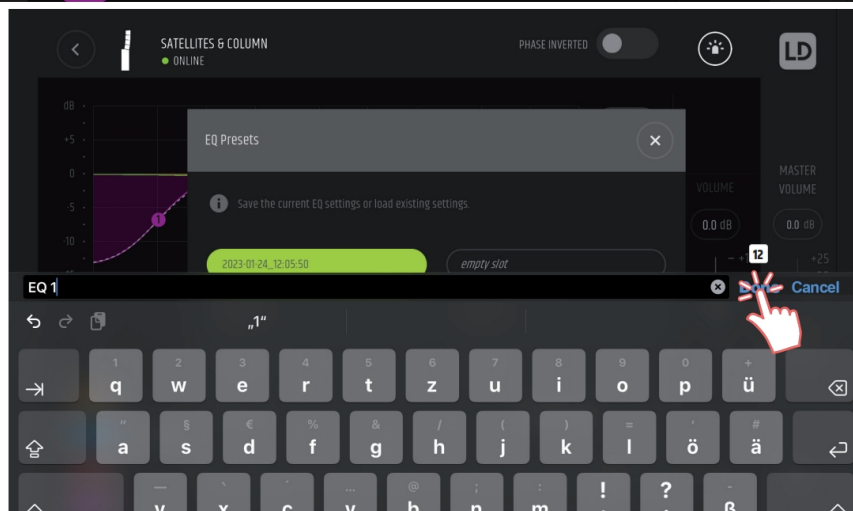 SATELLITES & COLUMN
ONLINE
PHASE INVERTED
LD
dB
+5
0
-5
-10
1
EQ Presets
Save the current EQ settings or load existing settings.
2023-01-24_12:05:50
empty slot
VOLUME
0.0 dB
MASTER
VOLUME
0.0 dB
+25
12
EQ 1
Done Cancel
„1“
1 2 3 4 5 6 7 8 9 0 +
q w e r t z u i o p ü
" § € % & / ( ) = ' #
a s d f g h j k l ö ä
— ` ´ ... @ ; : ! ? -
y x c v b n m , . ß